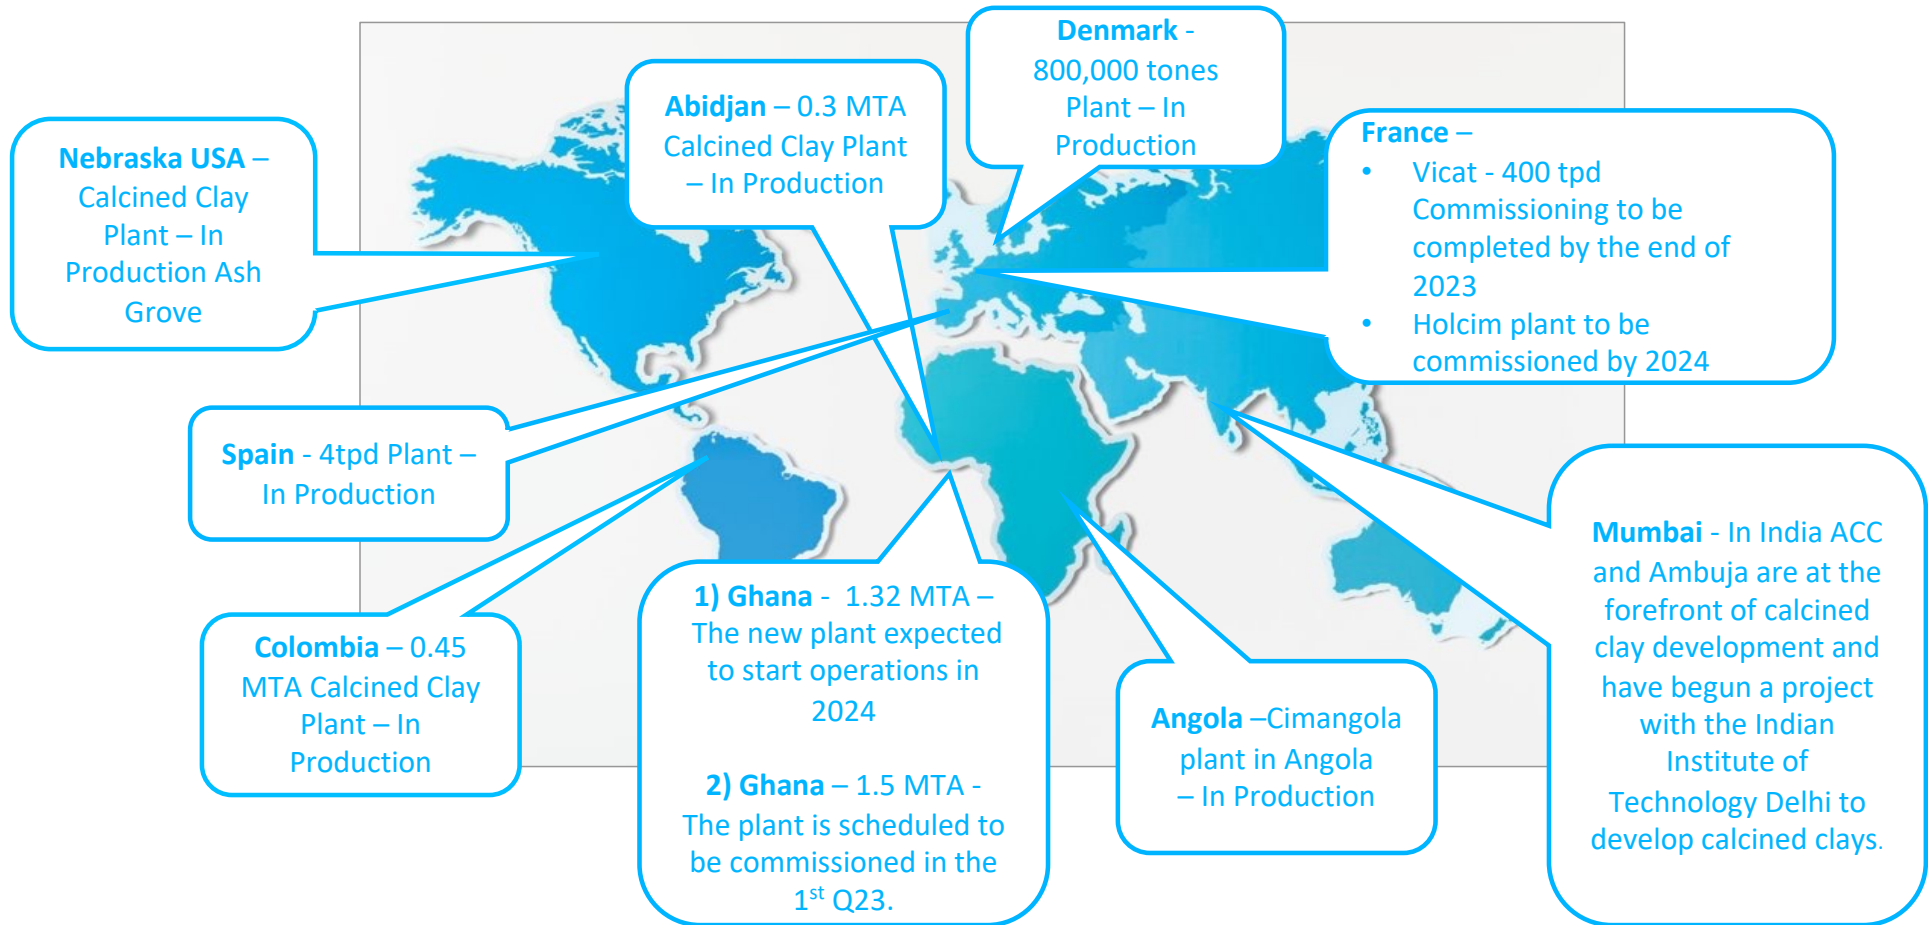 Denmark -
800,000 tones
Plant – In
Production
Abidjan – 0.3 MTA
Calcined Clay Plant
– In Production
France –
• Vicat - 400 tpd
Commissioning to be
completed by the end of
2023
• Holcim plant to be
commissioned by 2024
Nebraska USA –
Calcined Clay
Plant – In
Production Ash
Grove
Spain - 4tpd Plant –
In Production
Colombia – 0.45
MTA Calcined Clay
Plant – In
Production
1) Ghana - 1.32 MTA –
The new plant expected
to start operations in
2024
2) Ghana – 1.5 MTA -
The plant is scheduled to
be commissioned in the
1st Q23.
Angola –Cimangola
plant in Angola
– In Production
Mumbai - In India ACC
and Ambuja are at the
forefront of calcined
clay development and
have begun a project
with the Indian
Institute of
Technology Delhi to
develop calcined clays.